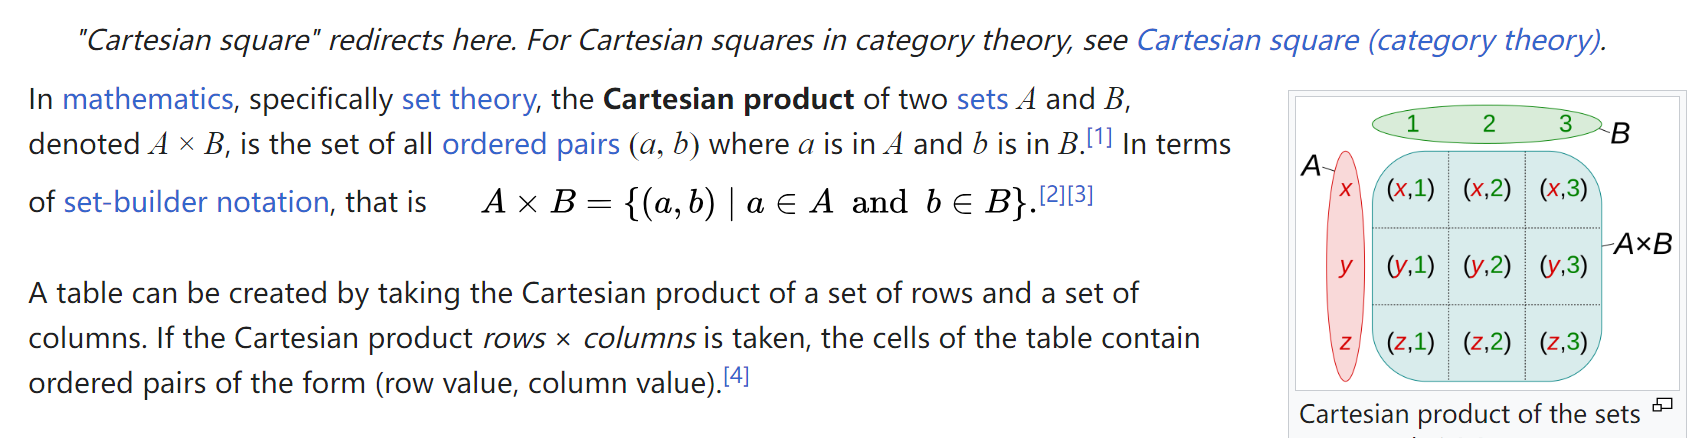 "Cartesian square" redirects here. For Cartesian squares in category theory, see Cartesian square (category theory).
In mathematics, specifically set theory, the Cartesian product of two sets A and B,
denoted A × B, is the set of all ordered pairs (a, b) where a is in A and b is in B.[1] In terms
of set-builder notation, that is A × B = {(a, b) | a ∈ A and b ∈ B}.[2][3]
A table can be created by taking the Cartesian product of a set of rows and a set of
columns. If the Cartesian product rows × columns is taken, the cells of the table contain
ordered pairs of the form (row value, column value).[4]
1 2 3 B
A
x (x,1) (x,2) (x,3)
A×B
y (y,1) (y,2) (y,3)
z (z,1) (z,2) (z,3)
Cartesian product of the sets